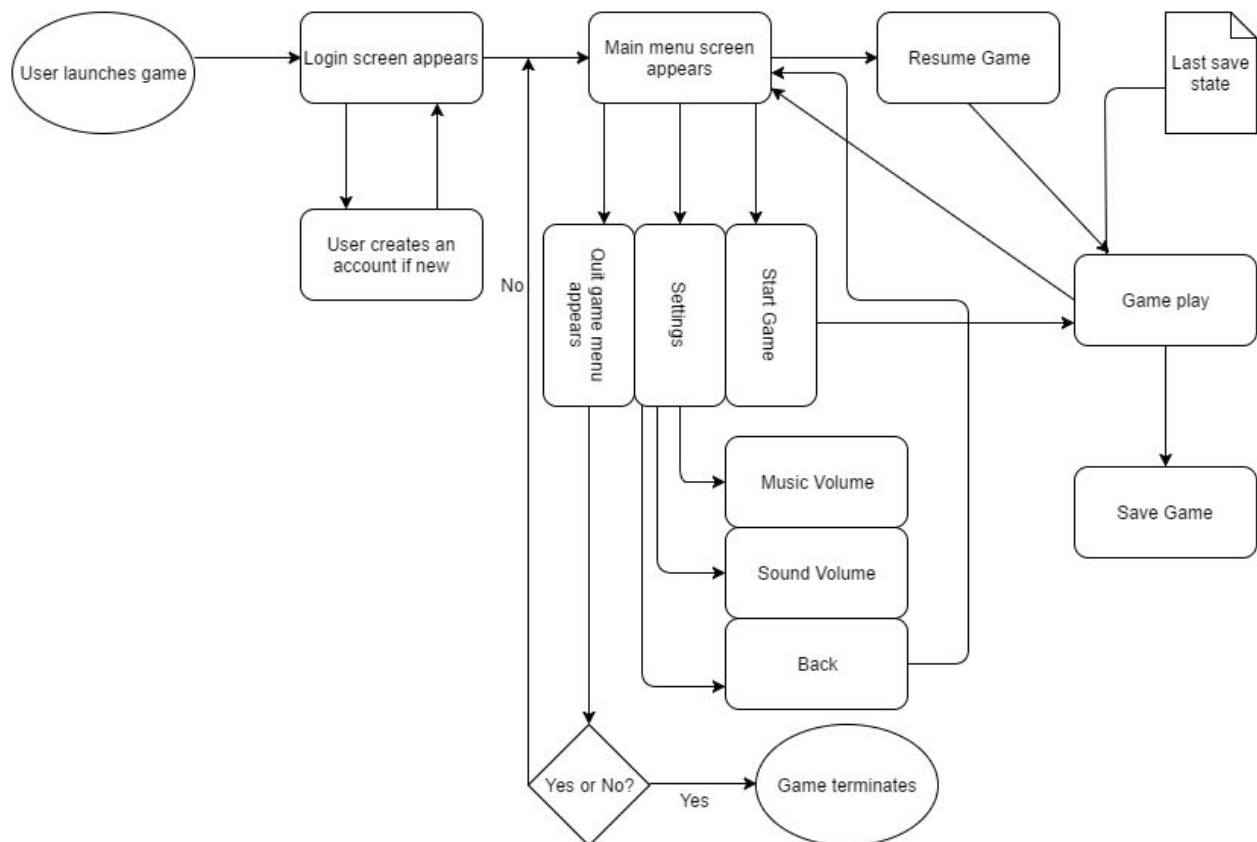 User launches game
Login screen appears
Main menu screen
appears
Resume Game
Last save
state
User creates an
account if new
No
Quit game menu
appears
Settings
Start Game
Game play
Music Volume
Save Game
Sound Volume
Back
Yes or No?
Yes
Game terminates